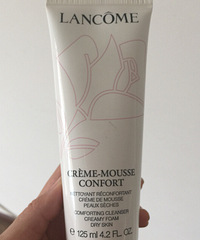 LANCÔME
CRÈME-MOUSSE
CONFORT
NETTOYANT RÉCONFORTANT
CRÈME DE MOUSSE
PEAUX SÈCHES
COMFORTING CLEANSER
CREAMY FOAM
DRY SKIN
℮ 125 ml 4.2 FL. OZ.